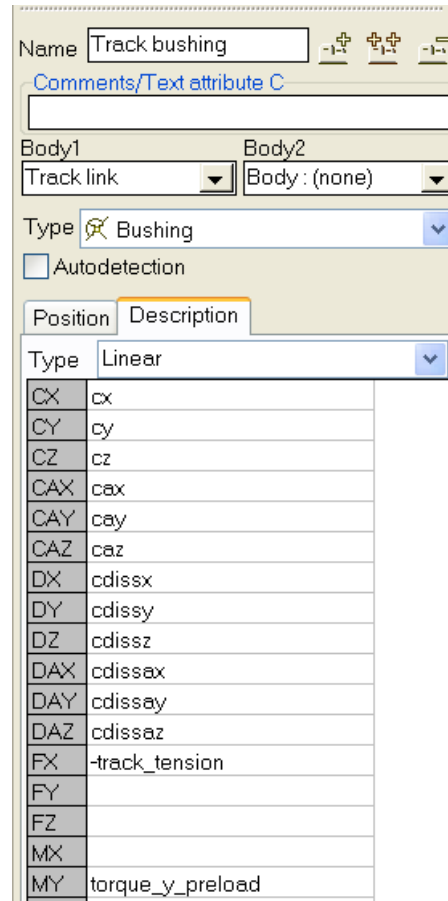 Name Track bushing
Comments/Text attribute C
Body1 Body2
Track link Body : (none)
Type Bushing
Autodetection
Position Description
Type Linear
CX cx
CY cy
CZ cz
CAX cax
CAY cay
CAZ caz
DX cdissx
DY cdissy
DZ cdissz
DAX cdissax
DAY cdissay
DAZ cdissaz
FX -track_tension
FY
FZ
MX
MY torque_y_preload